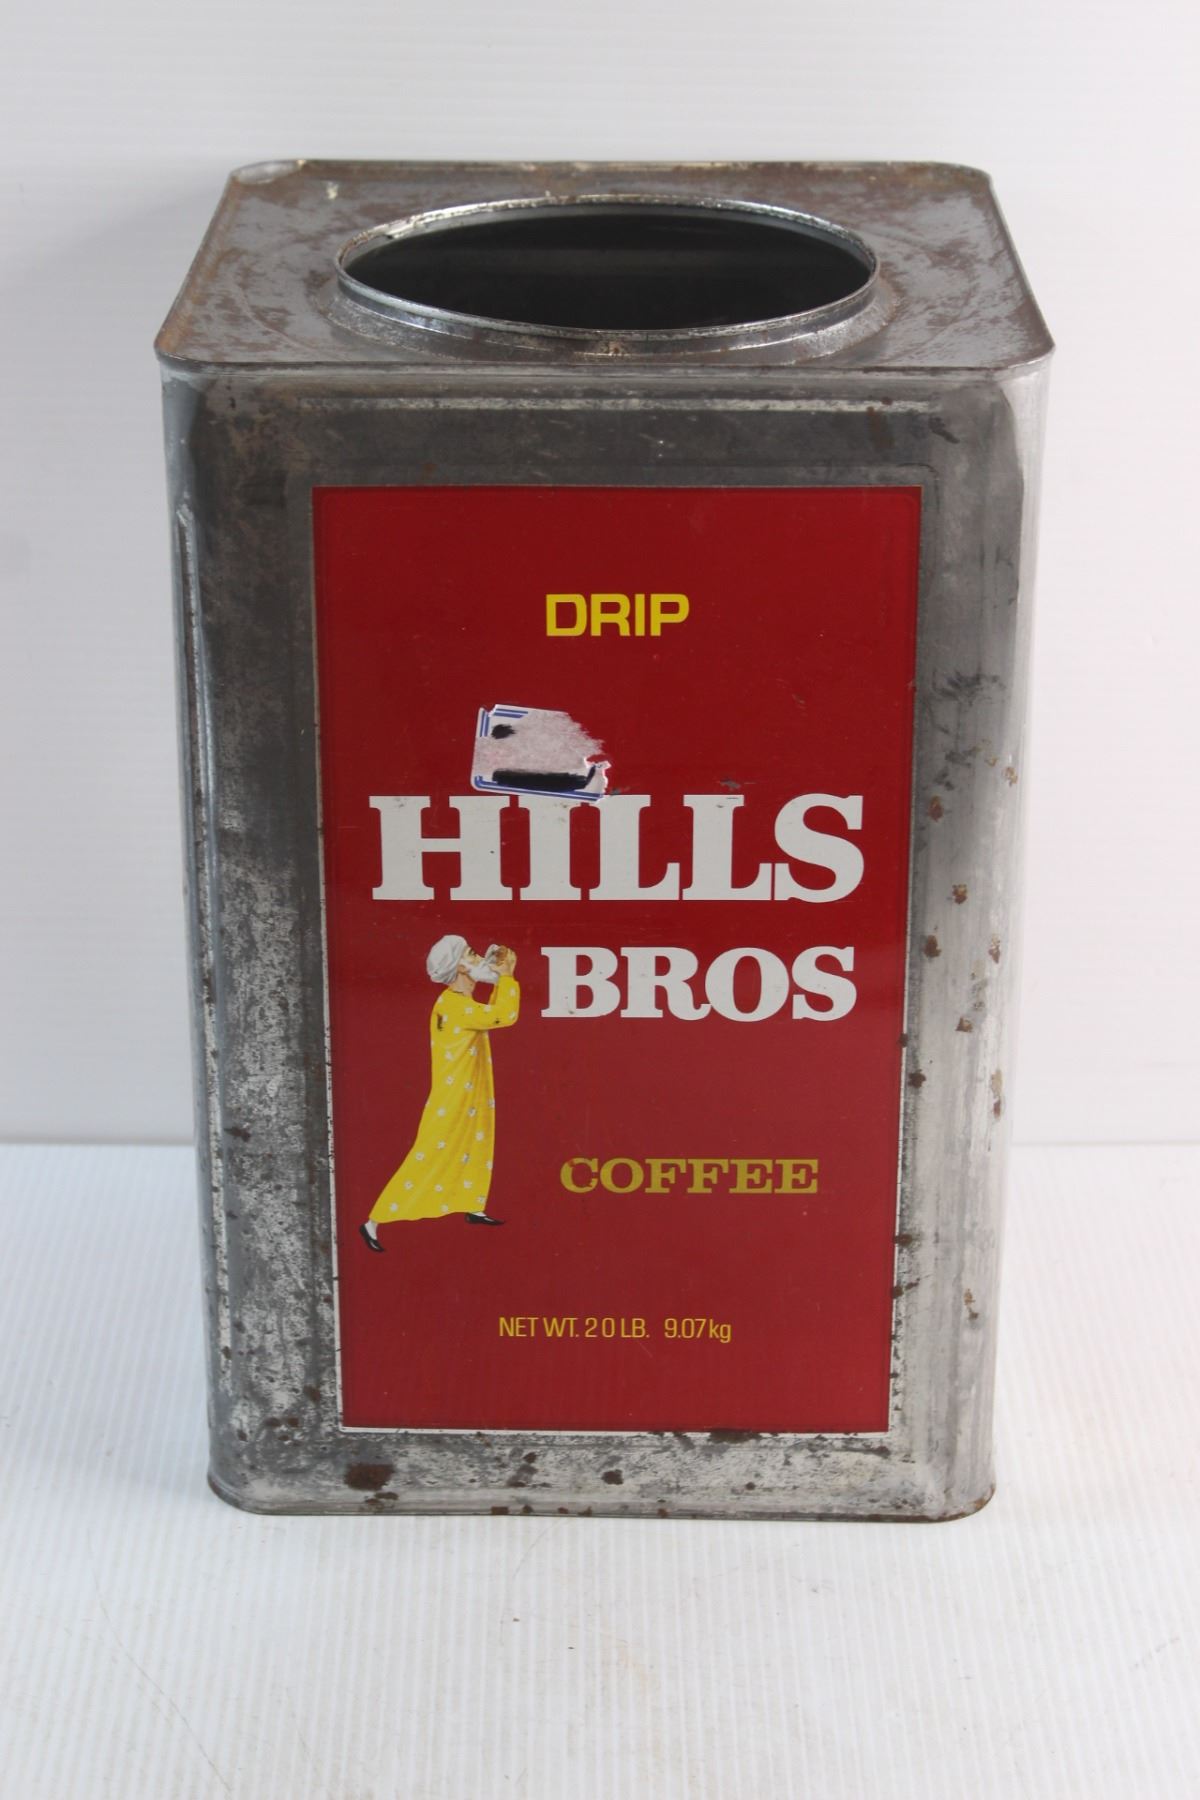 DRIP
HILLS
BROS
COFFEE
NET WT. 20 LB. 9.07kg